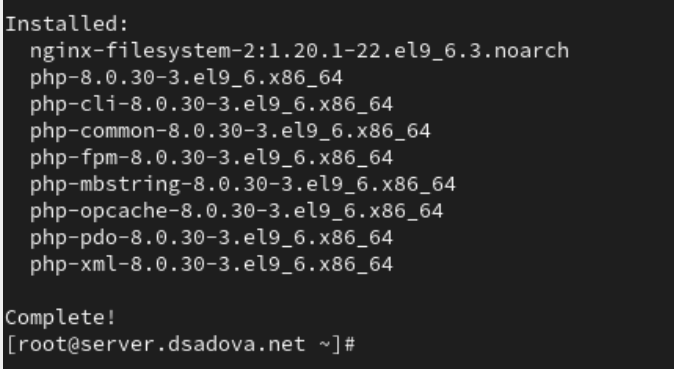 Installed:
nginx-filesystem-2:1.20.1-22.el9_6.3.noarch
php-8.0.30-3.el9_6.x86_64
php-cli-8.0.30-3.el9_6.x86_64
php-common-8.0.30-3.el9_6.x86_64
php-fpm-8.0.30-3.el9_6.x86_64
php-mbstring-8.0.30-3.el9_6.x86_64
php-opcache-8.0.30-3.el9_6.x86_64
php-pdo-8.0.30-3.el9_6.x86_64
php-xml-8.0.30-3.el9_6.x86_64
Complete!
[root@server.dsadova.net ~]#